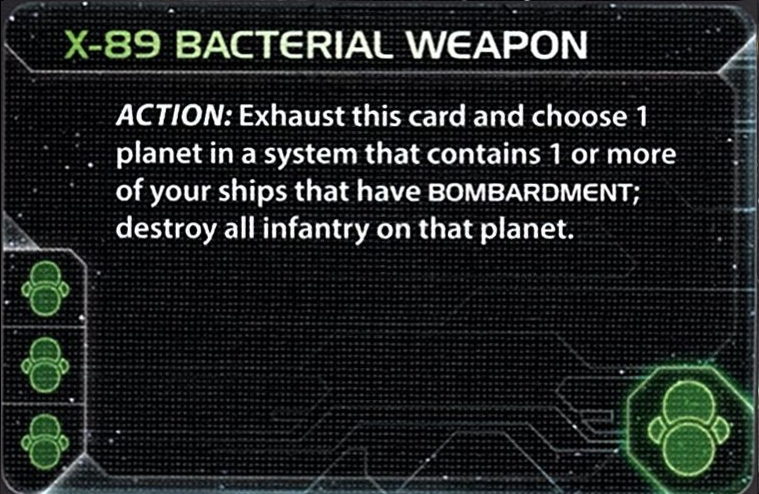 X-89 BACTERIAL WEAPON
ACTION: Exhaust this card and choose 1
planet in a system that contains 1 or more
of your ships that have BOMBARDMENT;
destroy all infantry on that planet.